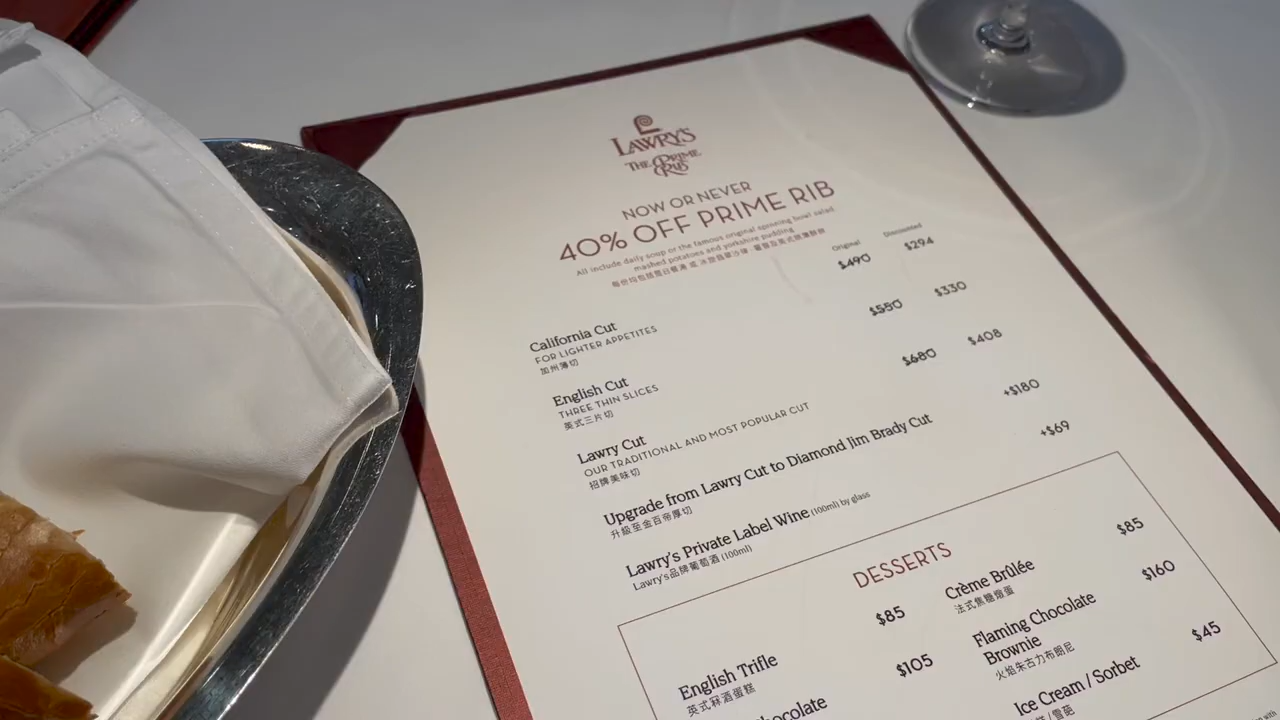 LAWRY'S
THE PRIME
RIB
NOW OR NEVER
40% OFF PRIME RIB
All include daily soup or the famous original spinning bowl salad,
mashed potatoes and yorkshire pudding
Original Discounted
California Cut $490 $294
FOR LIGHTER APPETITES
加州薄切
English Cut $550 $330
THREE THIN SLICES
英式三片切
Lawry Cut $680 $408
OUR TRADITIONAL AND MOST POPULAR CUT
招牌美味切
Upgrade from Lawry Cut to Diamond Jim Brady Cut +$180
升級至金百帝厚切
Lawry's Private Label Wine (100ml) by glass +$69
Lawry's品牌葡萄酒 (100ml)
DESSERTS
English Trifle $85
英式冧酒蛋糕
Chocolate $105
Crème Brûlée $85
法式焦糖燉蛋
Flaming Chocolate $160
Brownie
火焰朱古力布朗尼
Ice Cream / Sorbet $45
/雪葩